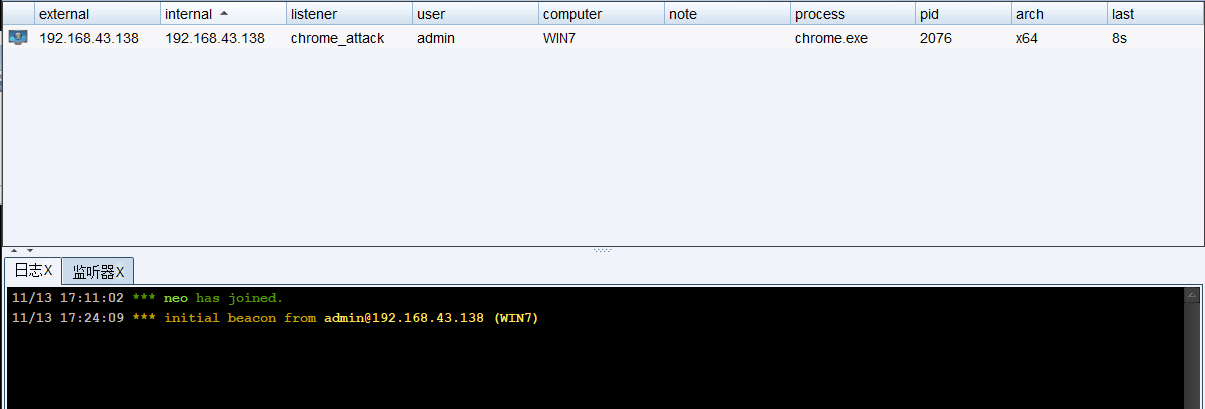 external internal listener user computer note process pid arch last
192.168.43.138 192.168.43.138 chrome_attack admin WIN7 chrome.exe 2076 x64 8s
日志X 监听器X
11/13 17:11:02 *** neo has joined.
11/13 17:24:09 *** initial beacon from admin@192.168.43.138 (WIN7)